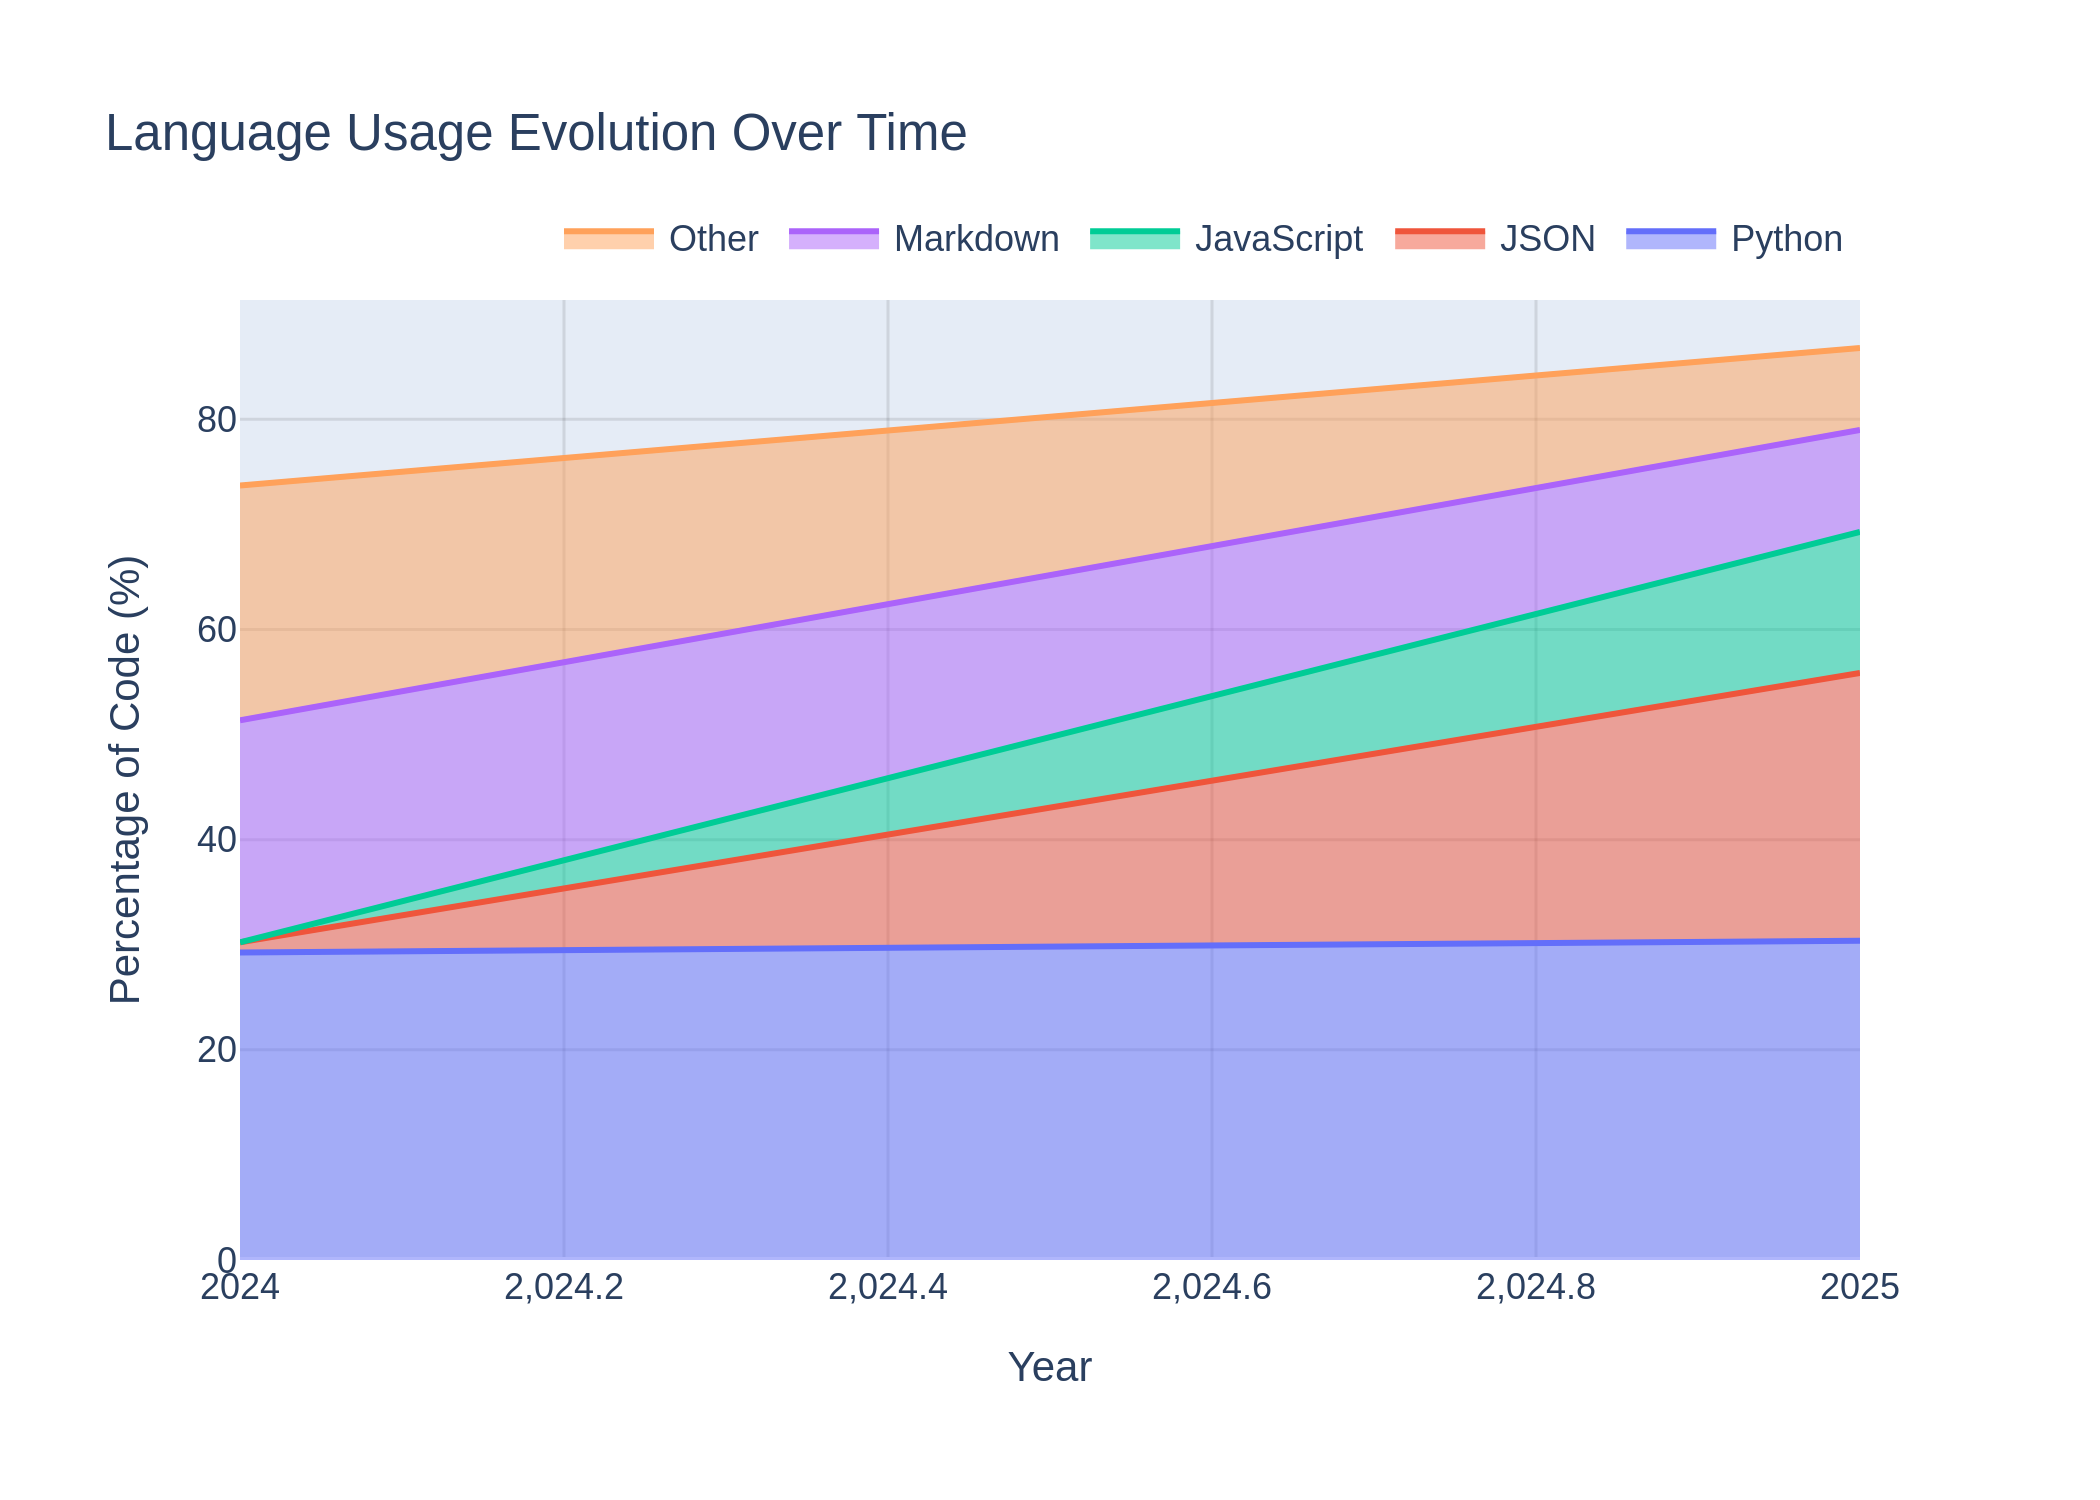 Language Usage Evolution Over Time
Other Markdown JavaScript JSON Python
Percentage of Code (%)
80
60
40
20
0
2024 2,024.2 2,024.4 2,024.6 2,024.8 2025
Year